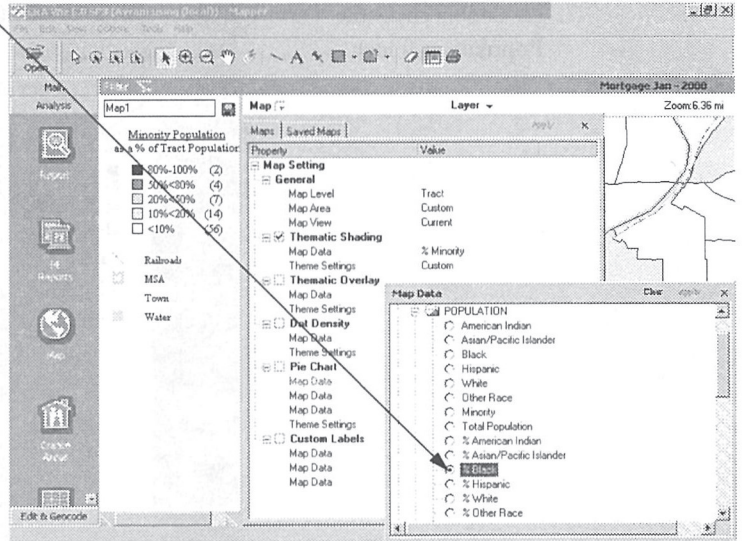 Open
Main
Analysis
Report
Reports
Map
Edit & Geocode
Mortgage Jan - 2000
Map1
Minority Population
as a % of Tract Population
80%-100% (2)
50%<80% (4)
20%<50% (7)
10%<20% (14)
<10% (56)
Railroads
MSA
Town
Water
Map
Layer
Zoom:6.36 mi
Maps
Saved Maps
Apply
Property
Value
Map Setting
General
Map Level Tract
Map Area Custom
Map View Current
Thematic Shading
Map Data % Minority
Theme Settings Custom
Thematic Overlay
Map Data
Theme Settings
Dot Density
Map Data
Theme Settings
Pie Chart
Map Data
Map Data
Map Data
Theme Settings
Custom Labels
Map Data
Map Data
Map Data
Map Data
Clear
Apply
POPULATION
American Indian
Asian/Pacific Islander
Black
Hispanic
White
Other Race
Minority
Total Population
% American Indian
% Asian/Pacific Islander
% Black
% Hispanic
% White
% Other Race